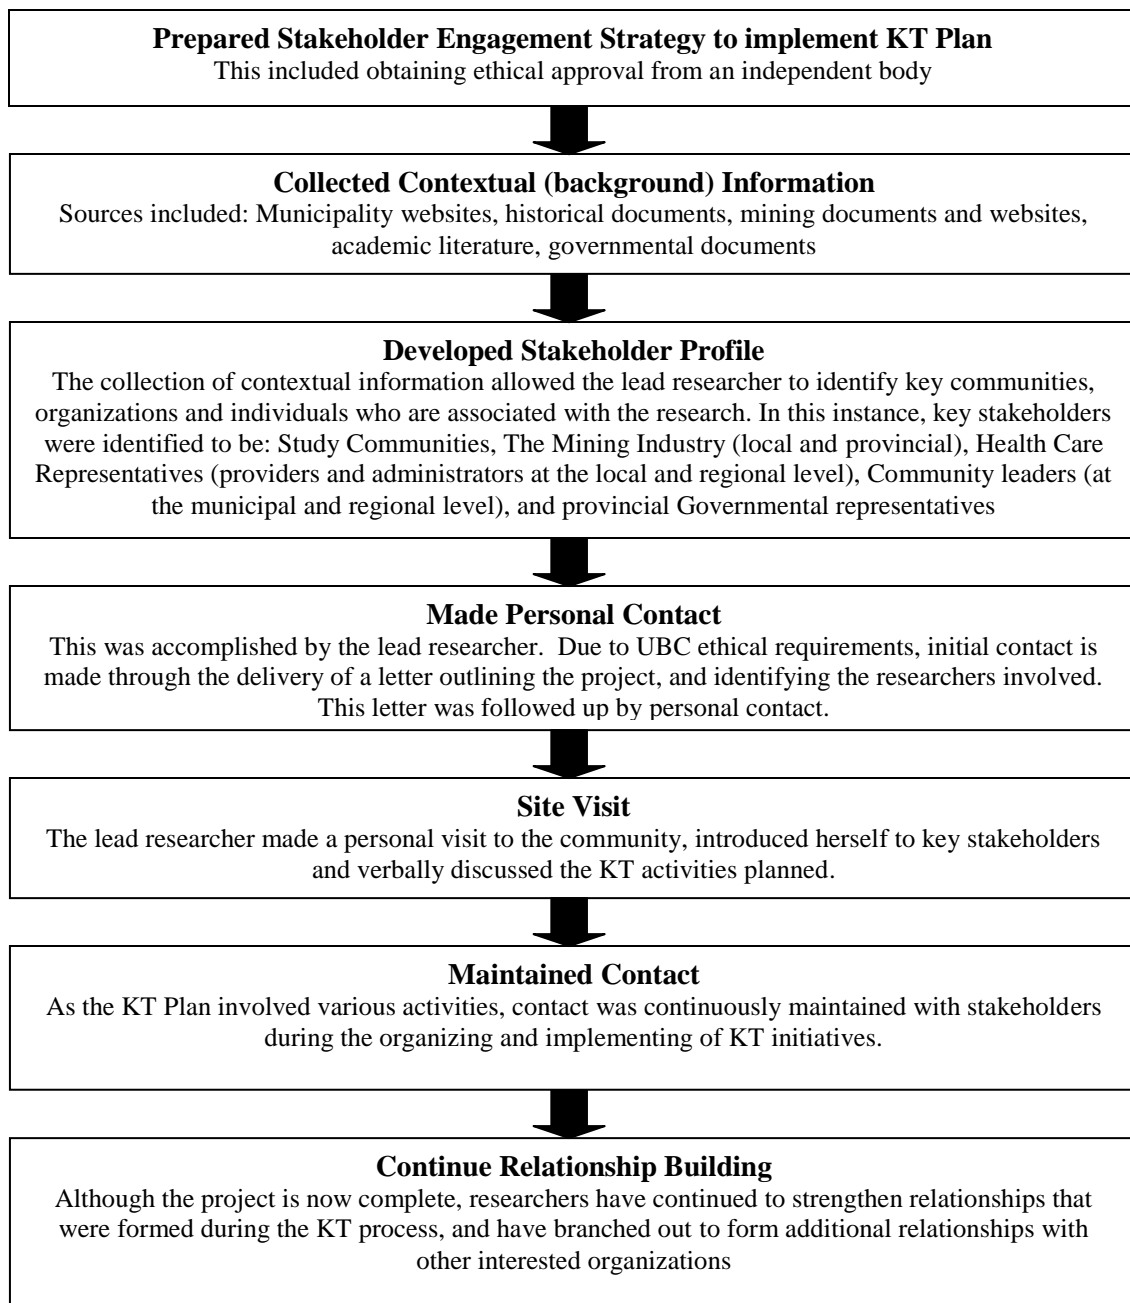 Prepared Stakeholder Engagement Strategy to implement KT Plan
This included obtaining ethical approval from an independent body
Collected Contextual (background) Information
Sources included: Municipality websites, historical documents, mining documents and websites,
academic literature, governmental documents
Developed Stakeholder Profile
The collection of contextual information allowed the lead researcher to identify key communities,
organizations and individuals who are associated with the research. In this instance, key stakeholders
were identified to be: Study Communities, The Mining Industry (local and provincial), Health Care
Representatives (providers and administrators at the local and regional level), Community leaders (at
the municipal and regional level), and provincial Governmental representatives
Made Personal Contact
This was accomplished by the lead researcher.  Due to UBC ethical requirements, initial contact is
made through the delivery of a letter outlining the project, and identifying the researchers involved.
This letter was followed up by personal contact.
Site Visit
The lead researcher made a personal visit to the community, introduced herself to key stakeholders
and verbally discussed the KT activities planned.
Maintained Contact
As the KT Plan involved various activities, contact was continuously maintained with stakeholders
during the organizing and implementing of KT initiatives.
Continue Relationship Building
Although the project is now complete, researchers have continued to strengthen relationships that
were formed during the KT process, and have branched out to form additional relationships with
other interested organizations